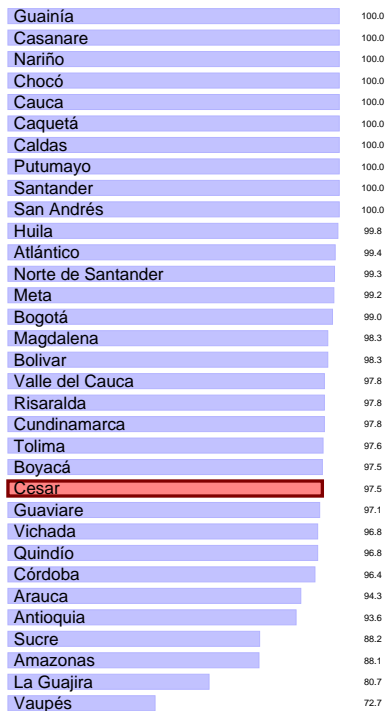 Guainía 100.0
Casanare 100.0
Nariño 100.0
Chocó 100.0
Cauca 100.0
Caquetá 100.0
Caldas 100.0
Putumayo 100.0
Santander 100.0
San Andrés 100.0
Huila 99.8
Atlántico 99.4
Norte de Santander 99.3
Meta 99.2
Bogotá 99.0
Magdalena 98.3
Bolivar 98.3
Valle del Cauca 97.8
Risaralda 97.8
Cundinamarca 97.8
Tolima 97.6
Boyacá 97.5
Cesar 97.5
Guaviare 97.1
Vichada 96.8
Quindío 96.8
Córdoba 96.4
Arauca 94.3
Antioquia 93.6
Sucre 88.2
Amazonas 88.1
La Guajira 80.7
Vaupés 72.7